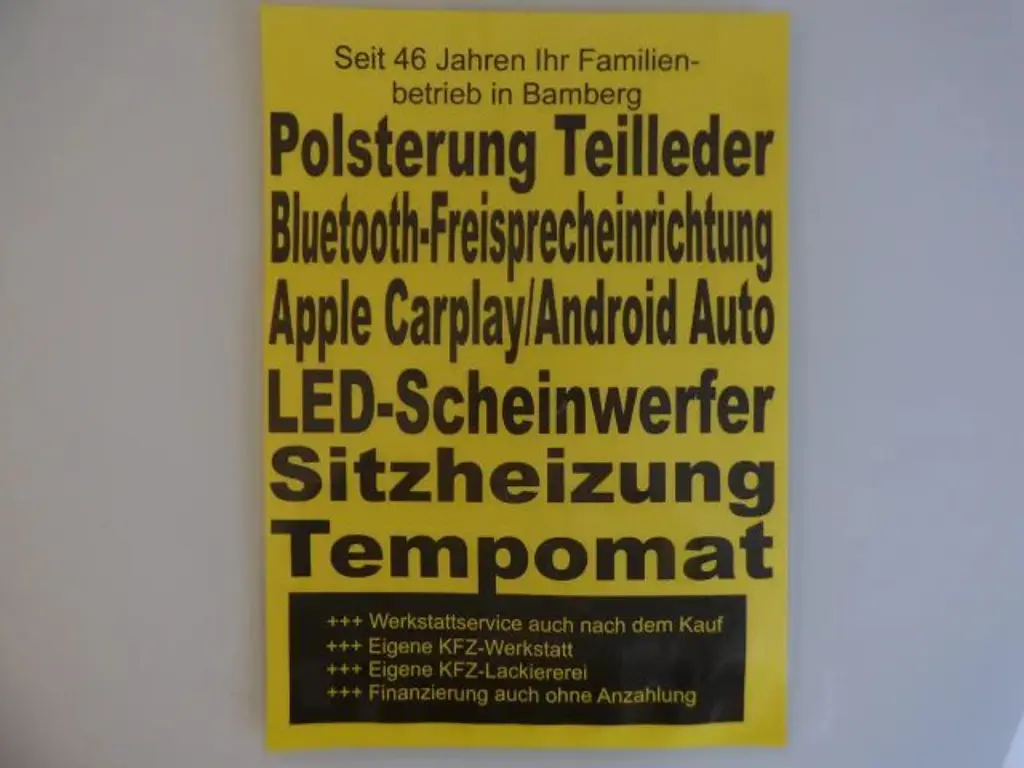 Seit 46 Jahren Ihr Familien-
betrieb in Bamberg
Polsterung Teilleder
Bluetooth-Freisprecheinrichtung
Apple Carplay/Android Auto
LED-Scheinwerfer
Sitzheizung
Tempomat
+++ Werkstattservice auch nach dem Kauf
+++ Eigene KFZ-Werkstatt
+++ Eigene KFZ-Lackiererei
+++ Finanzierung auch ohne Anzahlung